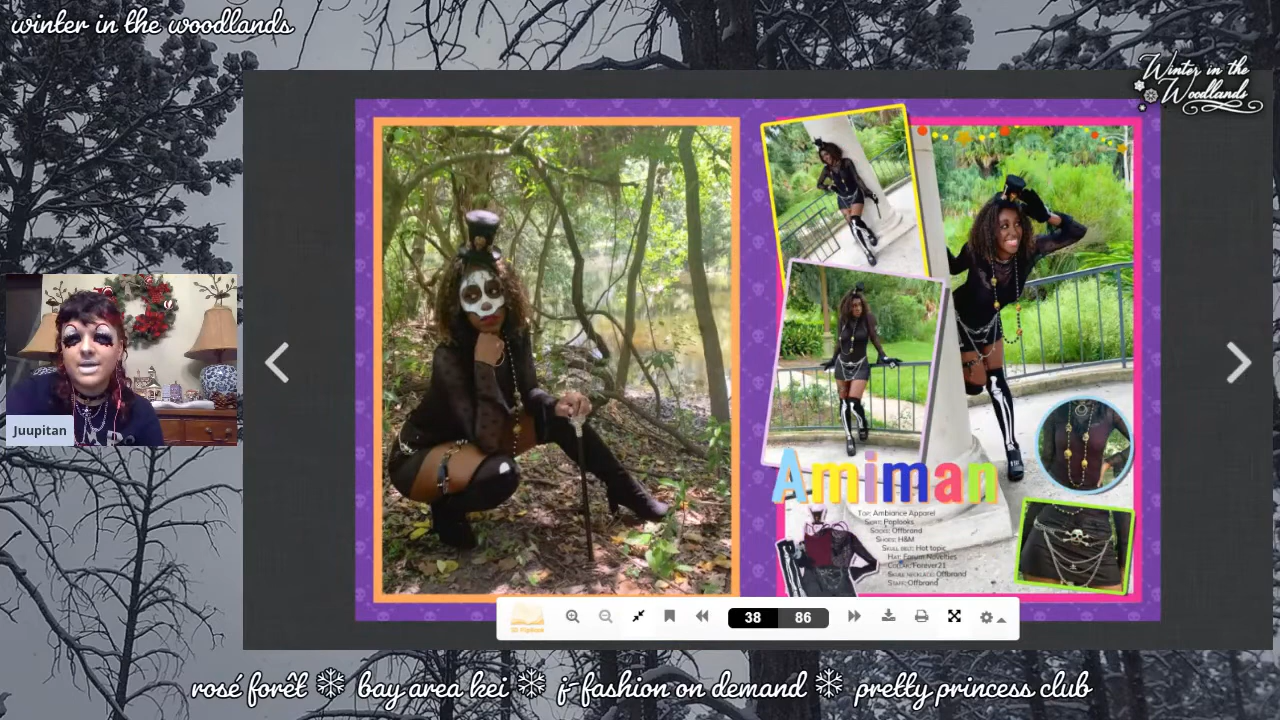 winter in the woodlands
Winter in the
Woodlands
Juupitan
Amiman
Top: Ambiance Apparel
Skirt: Poplooks
Socks: Offbrand
Shoes: H&M
Skull belt: Hot topic
Hat: Forum Novelties
Collar: Forever21
Skull necklace: Offbrand
Staff: Offbrand
38 86
rosé forêt ❄ bay area kei ❄ j-fashion on demand ❄ pretty princess club